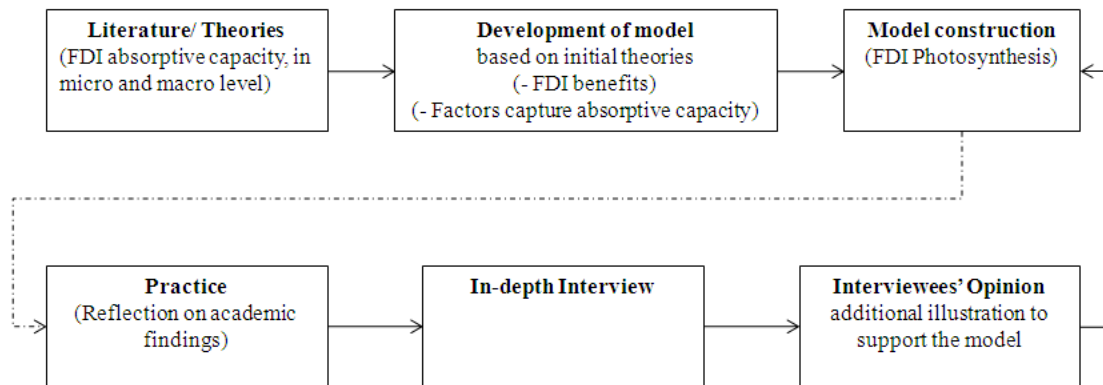 Literature/ Theories
(FDI absorptive capacity, in
micro and macro level)
Development of model
based on initial theories
(- FDI benefits)
(- Factors capture absorptive capacity)
Model construction
(FDI Photosynthesis)
Practice
(Reflection on academic
findings)
In-depth Interview
Interviewees' Opinion
additional illustration to
support the model